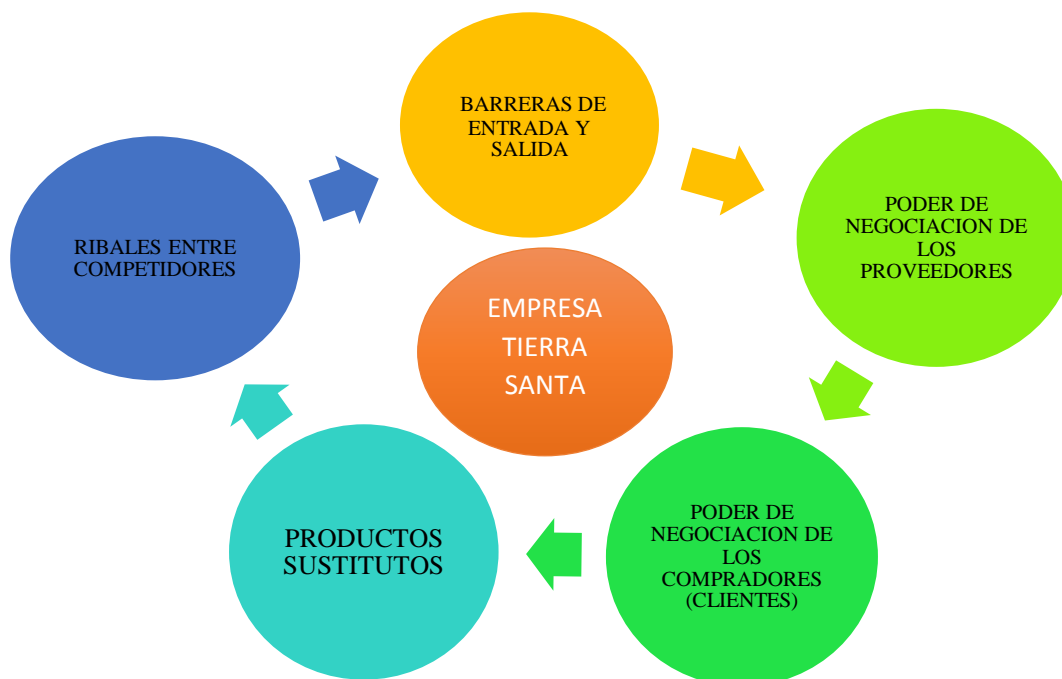 BARRERAS DE
ENTRADA Y
SALIDA
PODER DE
NEGOCIACION DE
LOS
PROVEEDORES
PODER DE
NEGOCIACION DE
LOS
COMPRADORES
(CLIENTES)
PRODUCTOS
SUSTITUTOS
RIBALES ENTRE
COMPETIDORES
EMPRESA
TIERRA
SANTA